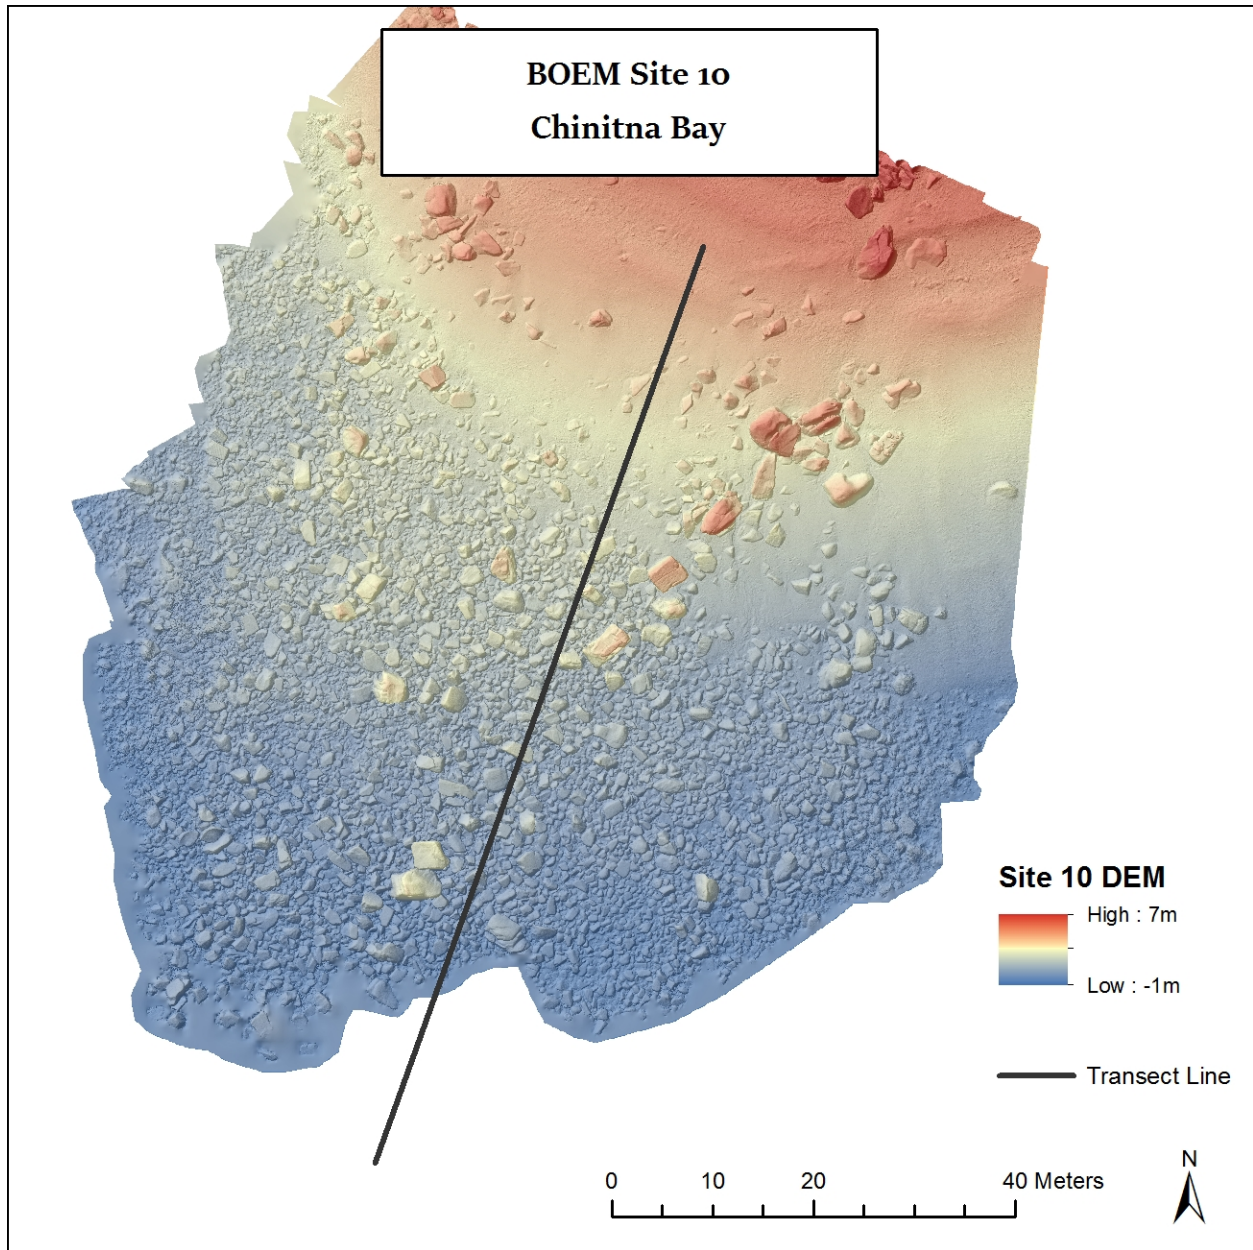 BOEM Site 10
Chinitna Bay
Site 10 DEM
High : 7m
Low : -1m
Transect Line
N
0 10 20 40 Meters